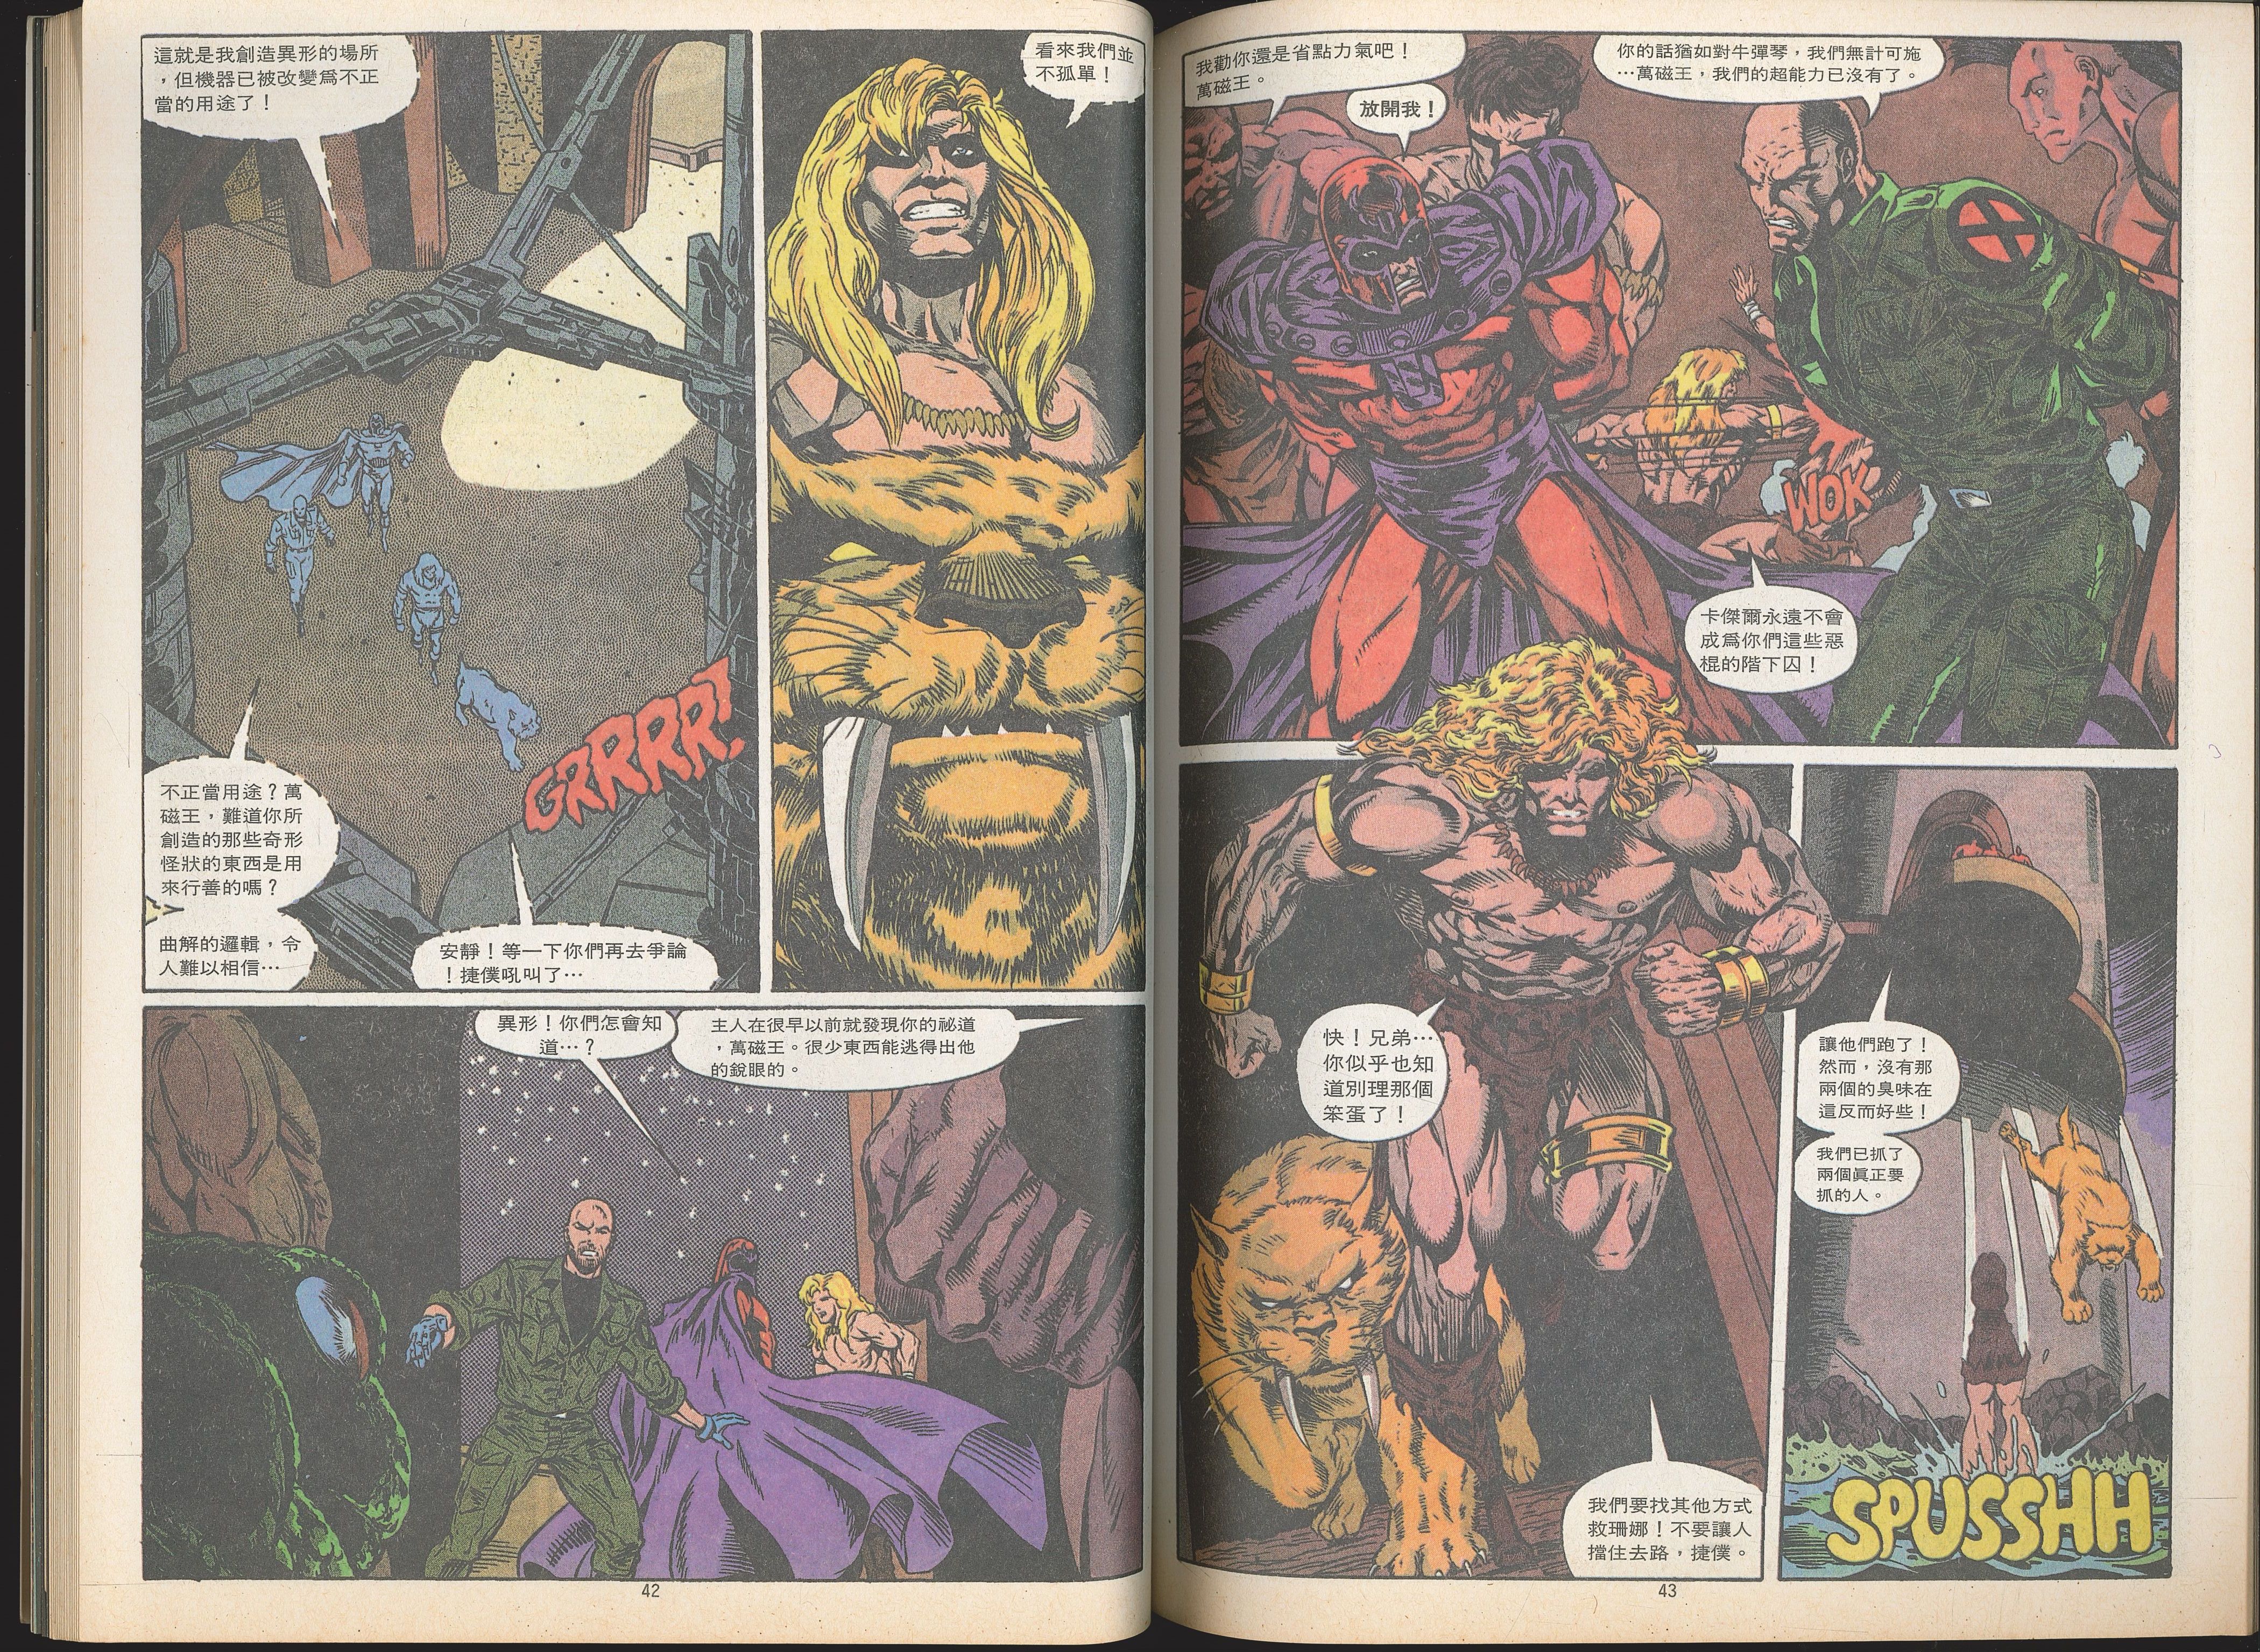 這就是我創造異形的場所
，但機器已被改變為不正
當的用途了！
不正當用途？萬
磁王，難道你所
創造的那些奇形
怪狀的東西是用
來行善的嗎？
曲解的邏輯，令
人難以相信…
GRRRR!
安靜！等一下你們再去爭論
！捷僕吼叫了…
看來我們並
不孤單！
異形！你們怎會知
道…？
主人在很早以前就發現你的祕道
，萬磁王。很少東西能逃得出他
的銳眼的。
42
我勸你還是省點力氣吧！
萬磁王。
放開我！
你的話猶如對牛彈琴，我們無計可施
…萬磁王，我們的超能力已沒有了。
WOK
卡傑爾永遠不會
成為你們這些惡
棍的階下囚！
快！兄弟…
你似乎也知
道別理那個
笨蛋了！
我們要找其他方式
救珊娜！不要讓人
擋住去路，捷僕。
讓他們跑了！
然而，沒有那
兩個的臭味在
這反而好些！
我們已抓了
兩個眞正要
抓的人。
SPUSSHH
43